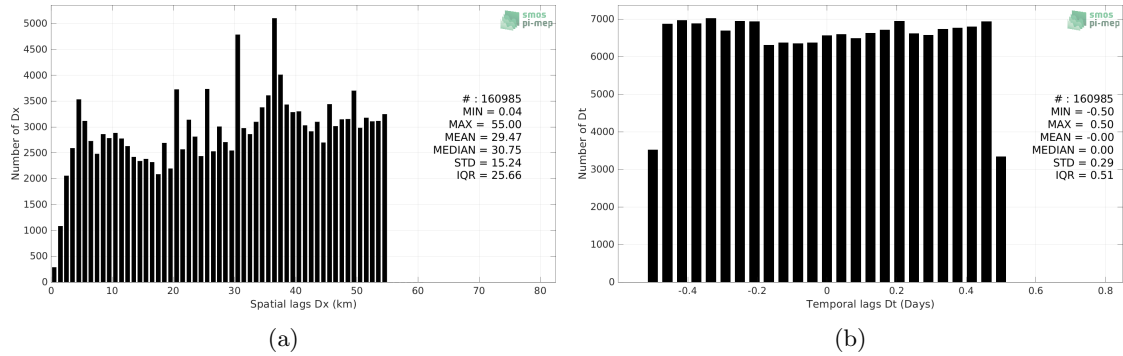 5000
4500
4000
3500
3000
2500
2000
1500
1000
500
0
Number of Dx
0 10 20 30 40 50 60 70 80
Spatial lags Dx (km)
smos
pi-mep
# : 160985
MIN = 0.04
MAX = 55.00
MEAN = 29.47
MEDIAN = 30.75
STD = 15.24
IQR = 25.66
(a)
7000
6000
5000
4000
3000
2000
1000
0
Number of Dt
-0.4 -0.2 0 0.2 0.4 0.6 0.8
Temporal lags Dt (Days)
smos
pi-mep
# : 160985
MIN = -0.50
MAX = 0.50
MEAN = -0.00
MEDIAN = 0.00
STD = 0.29
IQR = 0.51
(b)